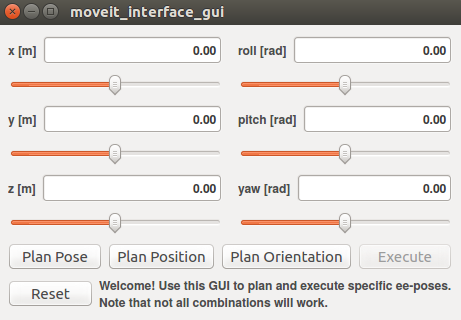 moveit_interface_gui
x [m] 0.00 roll [rad] 0.00
y [m] 0.00 pitch [rad] 0.00
z [m] 0.00 yaw [rad] 0.00
Plan Pose Plan Position Plan Orientation Execute
Reset
Welcome! Use this GUI to plan and execute specific ee-poses.
Note that not all combinations will work.